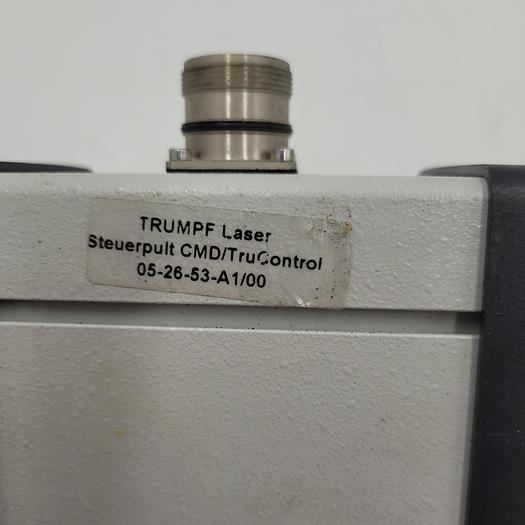 TRUMPF Laser
Steuerpult CMD/TruControl
05-26-53-A1/00